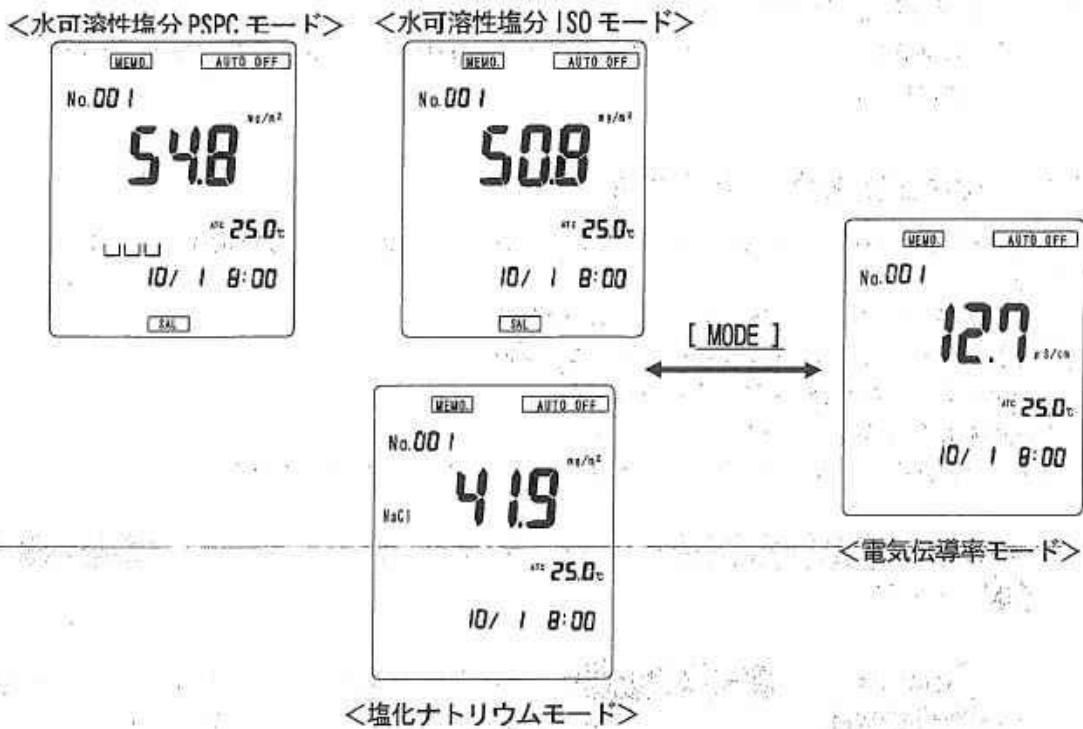 <水可溶性塩分 PSPC モード>
MEMO.
AUTO OFF
No.001
mg/m²
54.8
ATC 25.0℃
10/ 1 8:00
SAL
<水可溶性塩分 ISO モード>
MEMO.
AUTO OFF
No.001
mg/m²
50.8
ATC 25.0℃
10/ 1 8:00
SAL
[ MODE ]
MEMO.
AUTO OFF
No.001
12.7 μS/cm
ATC 25.0℃
10/ 1 8:00
<電気伝導率モード>
MEMO.
AUTO OFF
No.001
mg/m²
NaCl 41.9
ATC 25.0℃
10/ 1 8:00
<塩化ナトリウムモード>